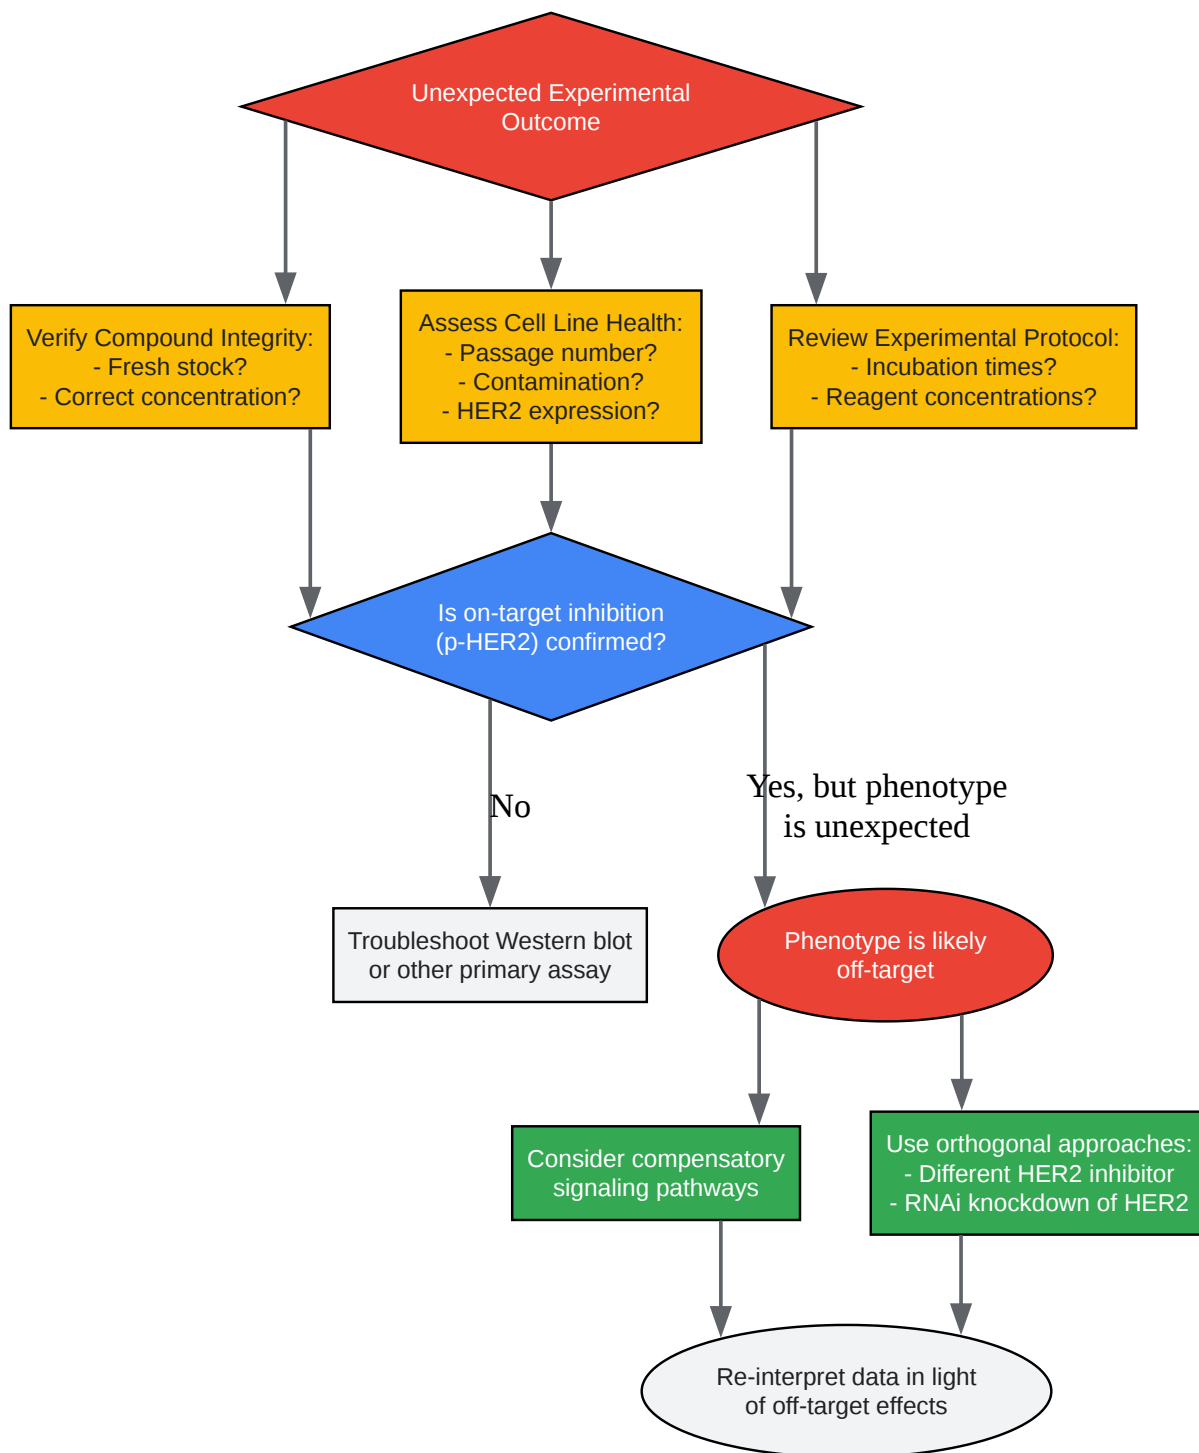 Unexpected Experimental
Outcome
Verify Compound Integrity:
- Fresh stock?
- Correct concentration?
Assess Cell Line Health:
- Passage number?
- Contamination?
- HER2 expression?
Review Experimental Protocol:
- Incubation times?
- Reagent concentrations?
Is on-target inhibition
(p-HER2) confirmed?
No
Yes, but phenotype
is unexpected
Troubleshoot Western blot
or other primary assay
Phenotype is likely
off-target
Consider compensatory
signaling pathways
Use orthogonal approaches:
- Different HER2 inhibitor
- RNAi knockdown of HER2
Re-interpret data in light
of off-target effects